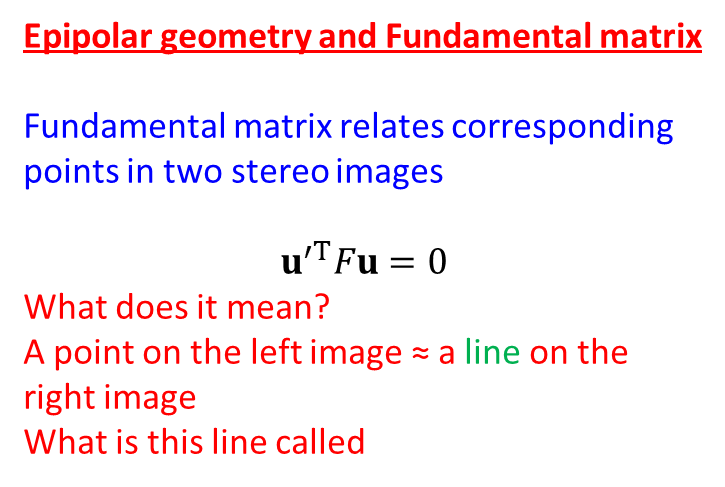 Epipolar geometry and Fundamental matrix
Fundamental matrix relates corresponding
points in two stereo images
𝐮′ᵀ𝐹𝐮 = 0
What does it mean?
A point on the left image ≈ a line on the
right image
What is this line called